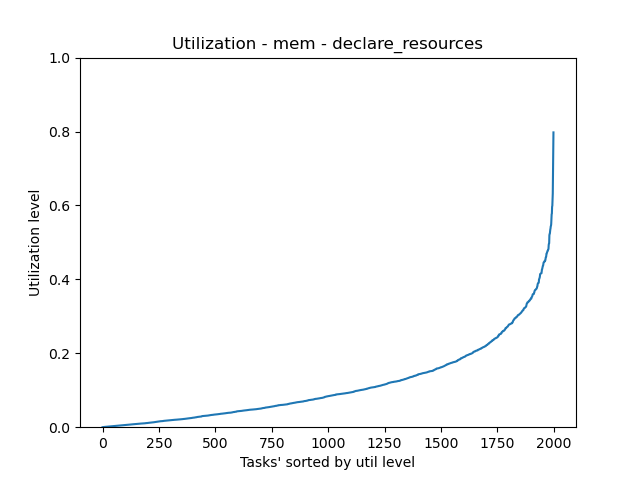 Utilization - mem - declare_resources
1.0
0.8
0.6
0.4
0.2
0.0
Utilization level
0 250 500 750 1000 1250 1500 1750 2000
Tasks' sorted by util level